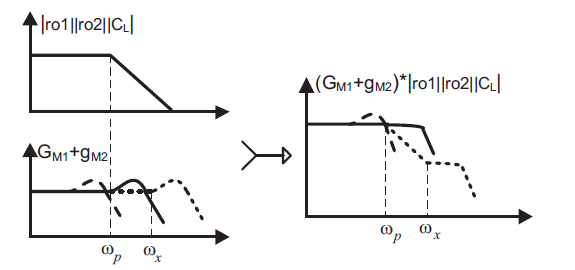 |ro1||ro2||CL|
(GM1+gM2)*|ro1||ro2||CL|
GM1+gM2
ωp ωx
ωp ωx